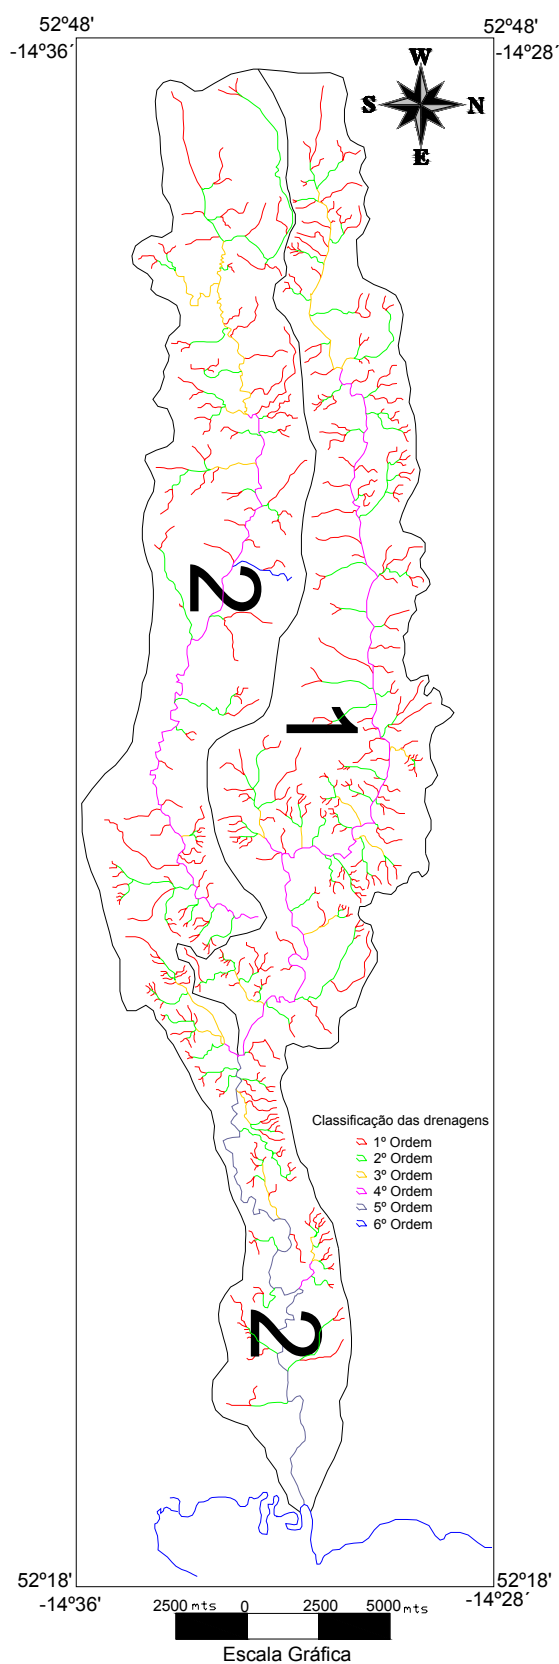 52º48'
52º48'
-14º36´
-14º28´
W
S
N
E
2
1
Classificação das drenagens
1º Ordem
2º Ordem
3º Ordem
4º Ordem
5º Ordem
6º Ordem
2
52º18'
52º18'
-14º36'
-14º28´
2500 mts 0 2500 5000 mts
Escala Gráfica